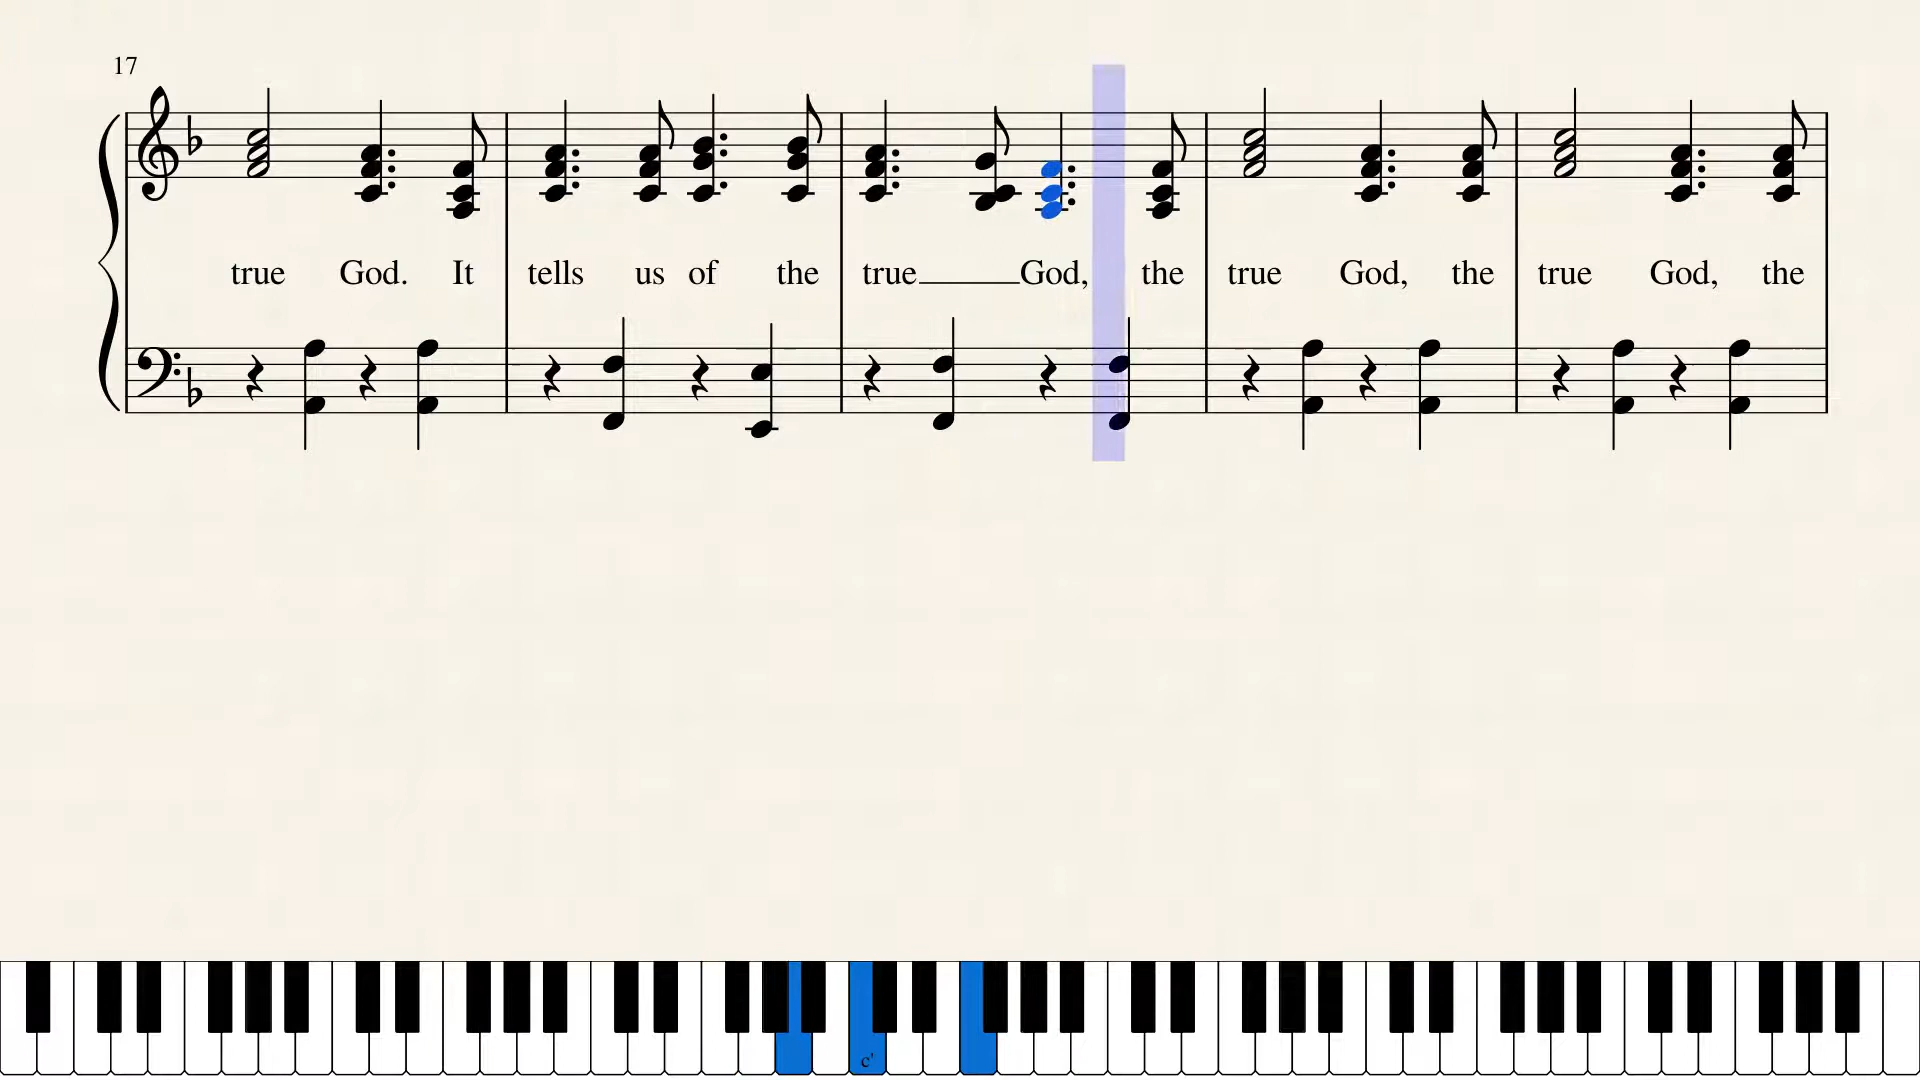 17
true God. It tells us of the true God, the true God, the true God, the
c'